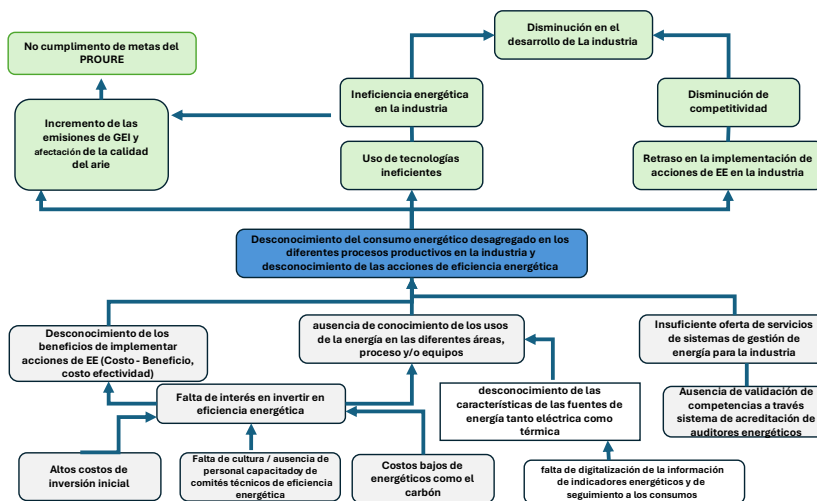 Disminución en el
desarrollo de La industria
No cumplimento de metas del
PROURE
Ineficiencia energética
en la industria
Disminución de
competitividad
Incremento de las
emisiones de GEI y
afectación de la calidad
del arie
Uso de tecnologías
ineficientes
Retraso en la implementación de
acciones de EE en la industria
Desconocimiento del consumo energético desagregado en los
diferentes procesos productivos en la industria y
desconocimiento de las acciones de eficiencia energética
Desconocimiento de los
beneficios de implementar
acciones de EE (Costo - Beneficio,
costo efectividad)
ausencia de conocimiento de los usos
de la energía en las diferentes áreas,
proceso y/o equipos
Insuficiente oferta de servicios
de sistemas de gestión de
energía para la industria
Falta de interés en invertir en
eficiencia energética
desconocimiento de las
características de las fuentes de
energía tanto eléctrica como
térmica
Ausencia de validación de
competencias a través
sistema de acreditación de
auditores energéticos
Altos costos de
inversión inicial
Falta de cultura / ausencia de
personal capacitadoy de
comités técnicos de eficiencia
energética
Costos bajos de
energéticos como el
carbón
falta de digitalización de la información
de indicadores energéticos y de
seguimiento a los consumos